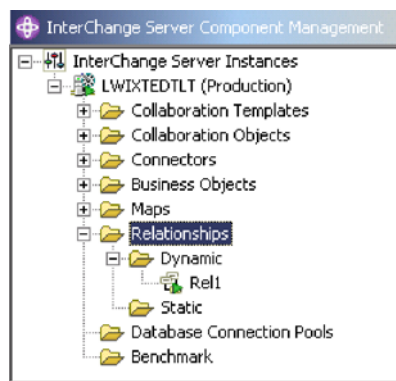 InterChange Server Component Management
InterChange Server Instances
LWIXTEDTLT (Production)
Collaboration Templates
Collaboration Objects
Connectors
Business Objects
Maps
Relationships
Dynamic
Rel1
Static
Database Connection Pools
Benchmark